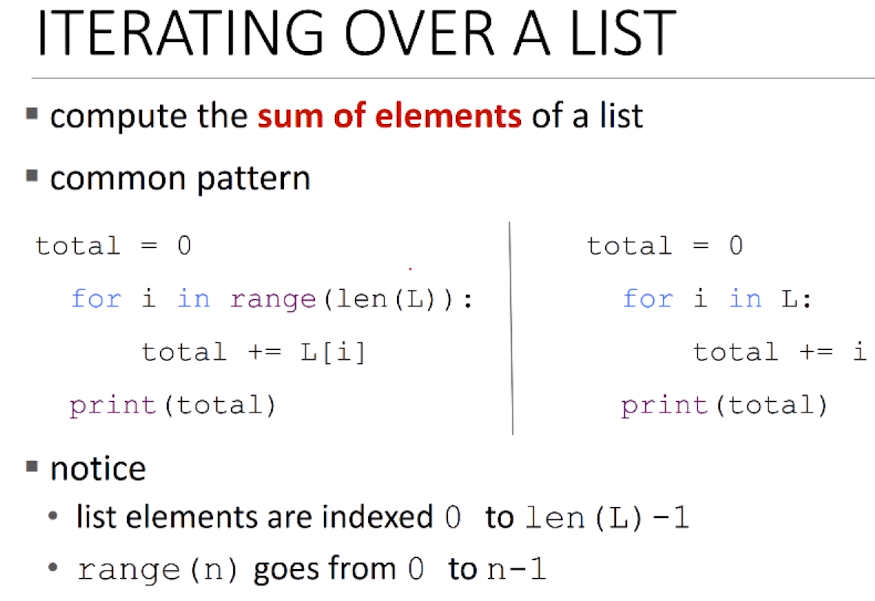 ITERATING OVER A LIST
▪ compute the sum of elements of a list
▪ common pattern
total = 0
for i in range(len(L)):
total += L[i]
print(total)
total = 0
for i in L:
total += i
print(total)
▪ notice
• list elements are indexed 0 to len(L)-1
• range(n) goes from 0 to n-1